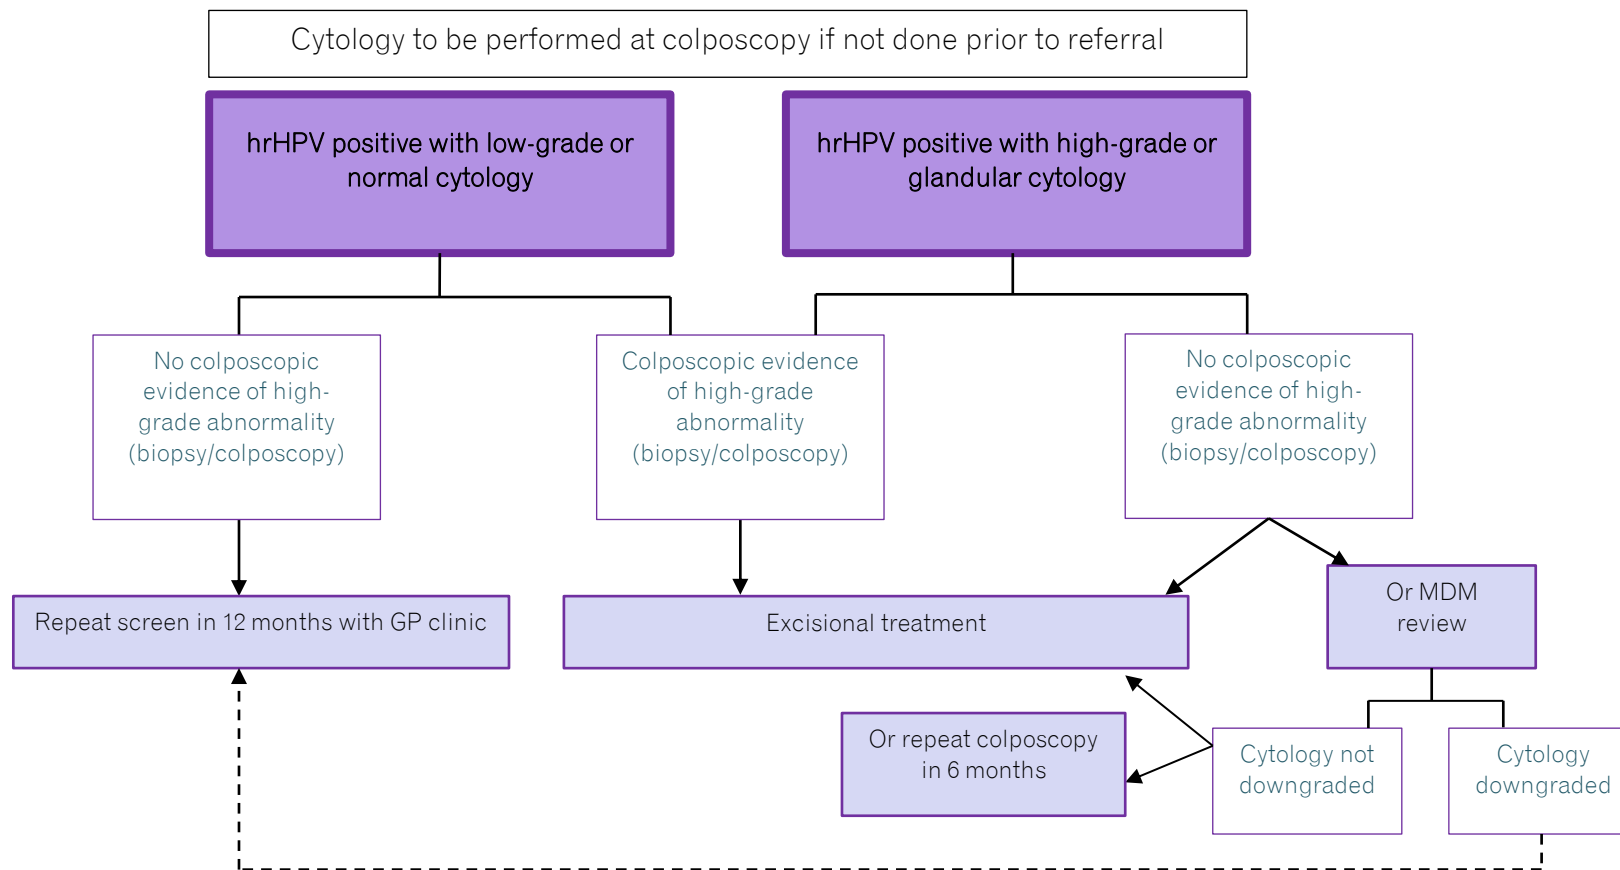 Cytology to be performed at colposcopy if not done prior to referral
hrHPV positive with low-grade or
normal cytology
hrHPV positive with high-grade or
glandular cytology
No colposcopic
evidence of high-
grade abnormality
(biopsy/colposcopy)
Colposcopic evidence
of high-grade
abnormality
(biopsy/colposcopy)
No colposcopic
evidence of high-
grade abnormality
(biopsy/colposcopy)
Repeat screen in 12 months with GP clinic
Excisional treatment
Or MDM
review
Or repeat colposcopy
in 6 months
Cytology not
downgraded
Cytology
downgraded